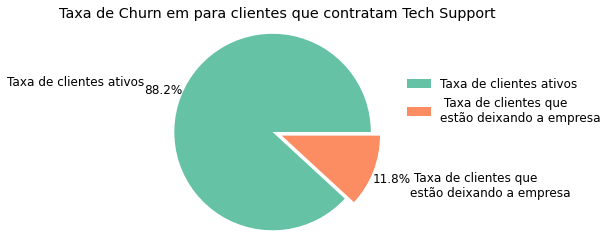 Taxa de Churn em para clientes que contratam Tech Support
Taxa de clientes ativos
88.2%
Taxa de clientes ativos
Taxa de clientes que
estão deixando a empresa
11.8%
Taxa de clientes que
estão deixando a empresa